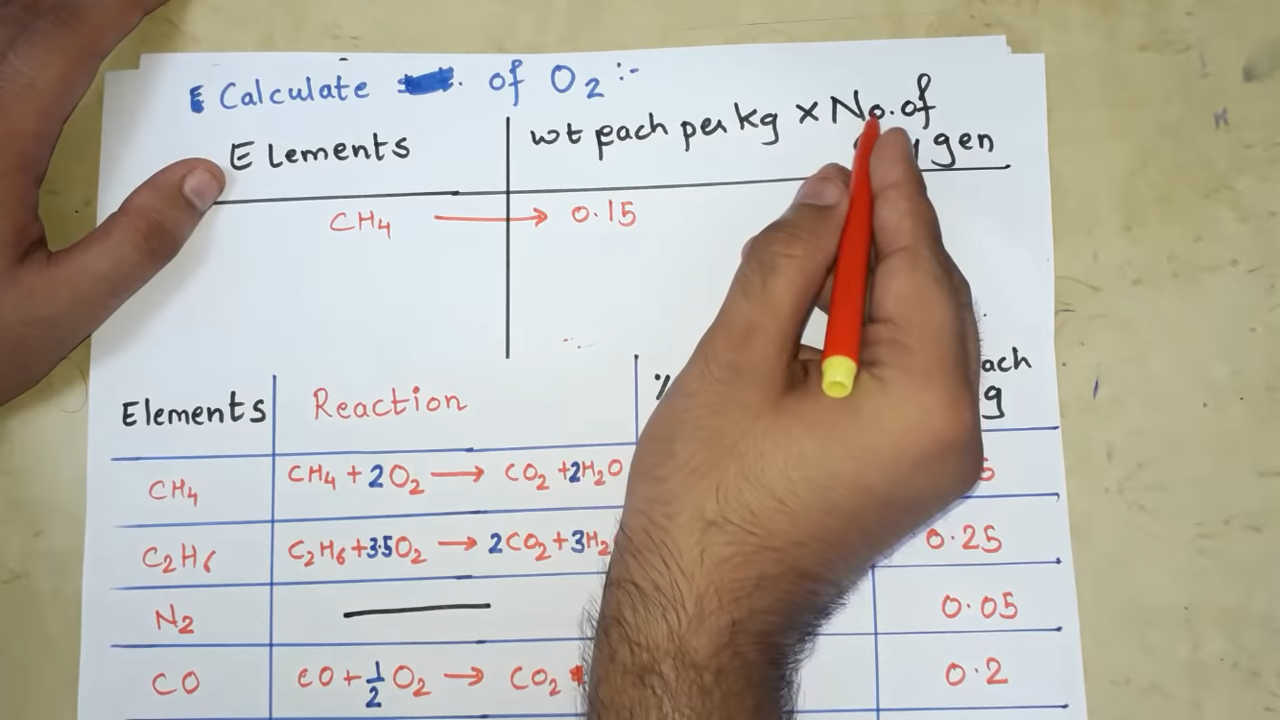 Calculate of O2 :-
Elements wt each per kg × No. of
CH4 → 0.15
Elements Reaction % ach
CH4 CH4 + 2O2 → CO2 + 2H2O
C2H6 C2H6 + 3.5O2 → 2CO2 + 3H2 0.25
N2 — 0.05
CO CO + 1/2 O2 → CO2 0.2